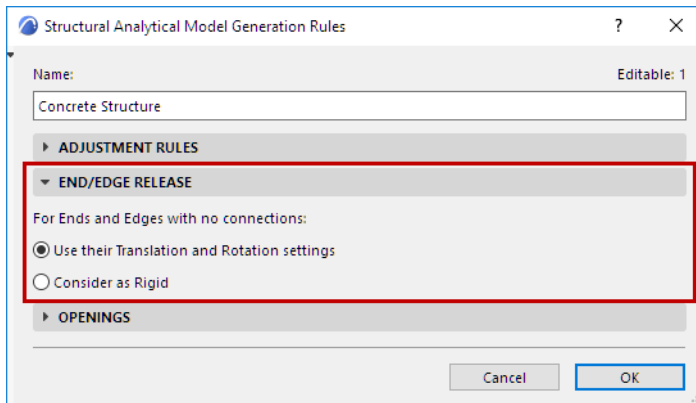 Structural Analytical Model Generation Rules
?
Name:
Editable: 1
Concrete Structure
ADJUSTMENT RULES
END/EDGE RELEASE
For Ends and Edges with no connections:
Use their Translation and Rotation settings
Consider as Rigid
OPENINGS
Cancel
OK